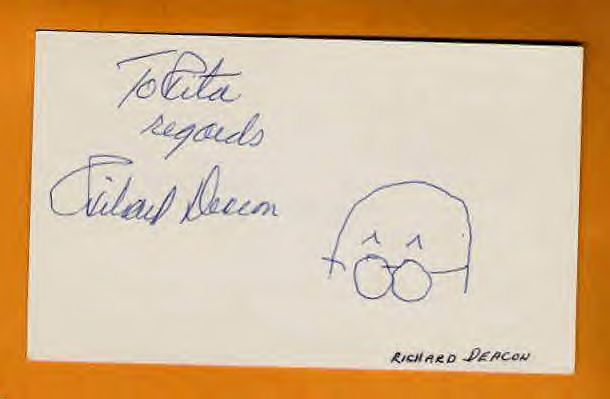 To Rita
regards
Richard Deacon
RICHARD DEACON